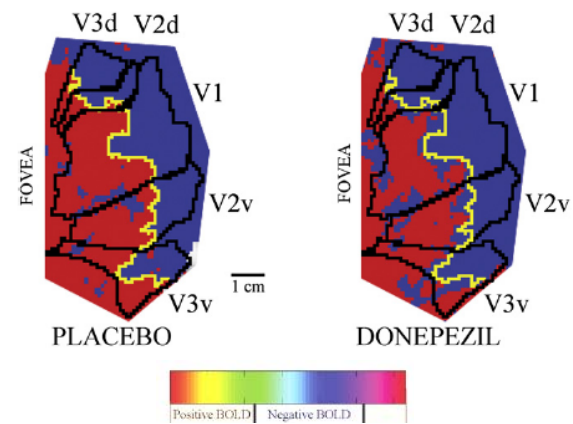 V3d V2d
V1
FOVEA
V2v
V3v
PLACEBO
1 cm
V3d V2d
V1
FOVEA
V2v
V3v
DONEPEZIL
Positive BOLD
Negative BOLD